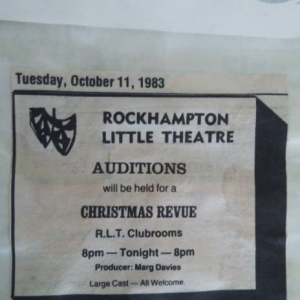 Tuesday, October 11, 1983
ROCKHAMPTON
LITTLE THEATRE
AUDITIONS
will be held for a
CHRISTMAS REVUE
R.L.T. Clubrooms
8pm — Tonight — 8pm
Producer: Marg Davies
Large Cast — All Welcome